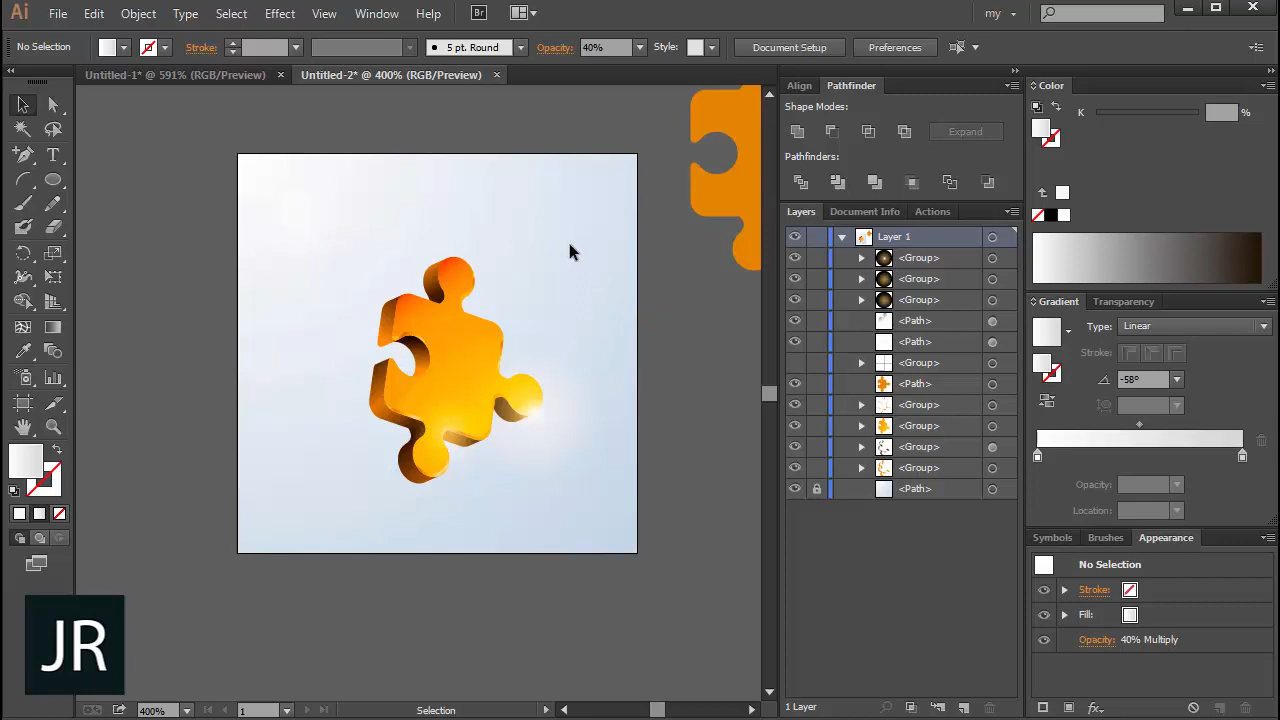 Ai File Edit Object Type Select Effect View Window Help Br my
No Selection Stroke: 5 pt. Round Opacity: 40% Style: Document Setup Preferences
Untitled-1* @ 591% (RGB/Preview) × Untitled-2* @ 400% (RGB/Preview) ×
Align Pathfinder
Shape Modes:
Expand
Pathfinders:
Layers Document Info Actions
Layer 1
<Group>
<Group>
<Group>
<Path>
<Path>
<Group>
<Path>
<Group>
<Group>
<Group>
<Group>
<Path>
1 Layer
Color
K %
Gradient Transparency
Type: Linear
Stroke:
-58°
Opacity:
Location:
Symbols Brushes Appearance
No Selection
Stroke:
Fill:
Opacity: 40% Multiply
fx
JR
400% 1 Selection